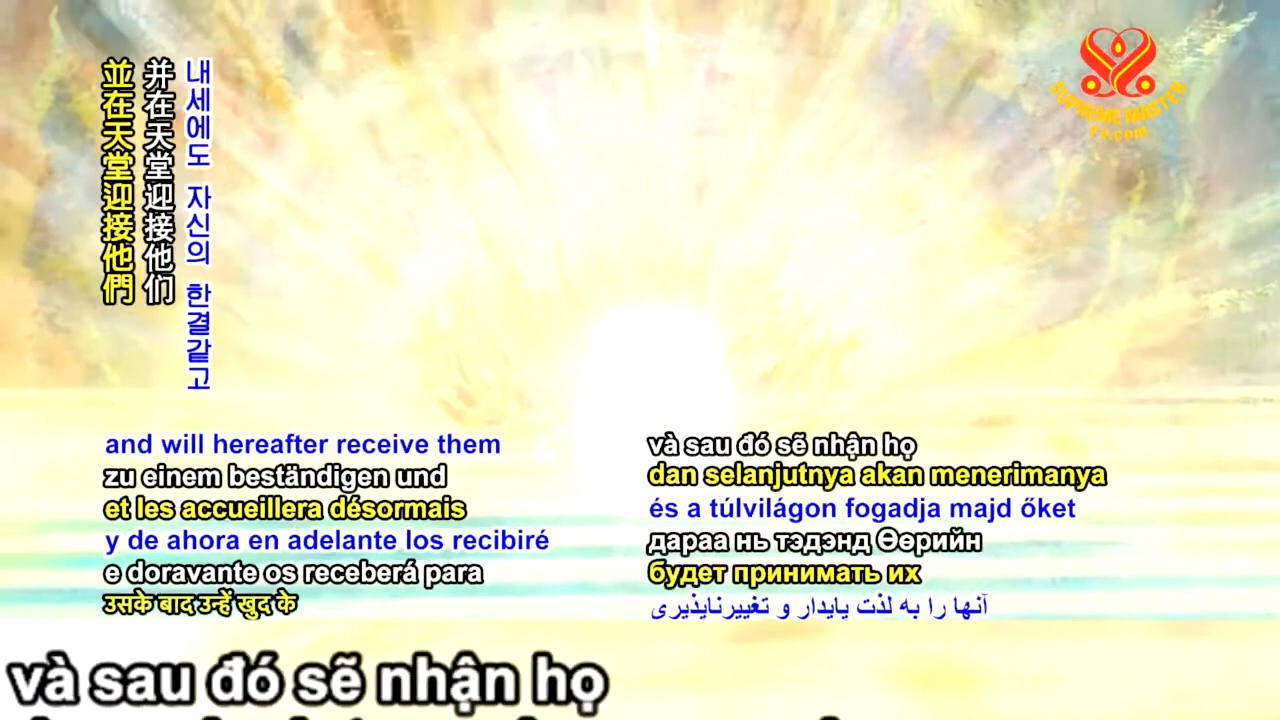 並在天堂迎接他們
并在天堂迎接他们
내세에도 자신의 한결같고
SUPREME MASTER
TV.com
and will hereafter receive them
zu einem beständigen und
et les accueillera désormais
y de ahora en adelante los recibiré
e doravante os receberá para
उसके बाद उन्हें खुद के
và sau đó sẽ nhận họ
dan selanjutnya akan menerimanya
és a túlvilágon fogadja majd őket
дараа нь тэдэнд Өөрийн
будет принимать их
آنها را به لذت پایدار و تغییرناپذیری
và sau đó sẽ nhận họ